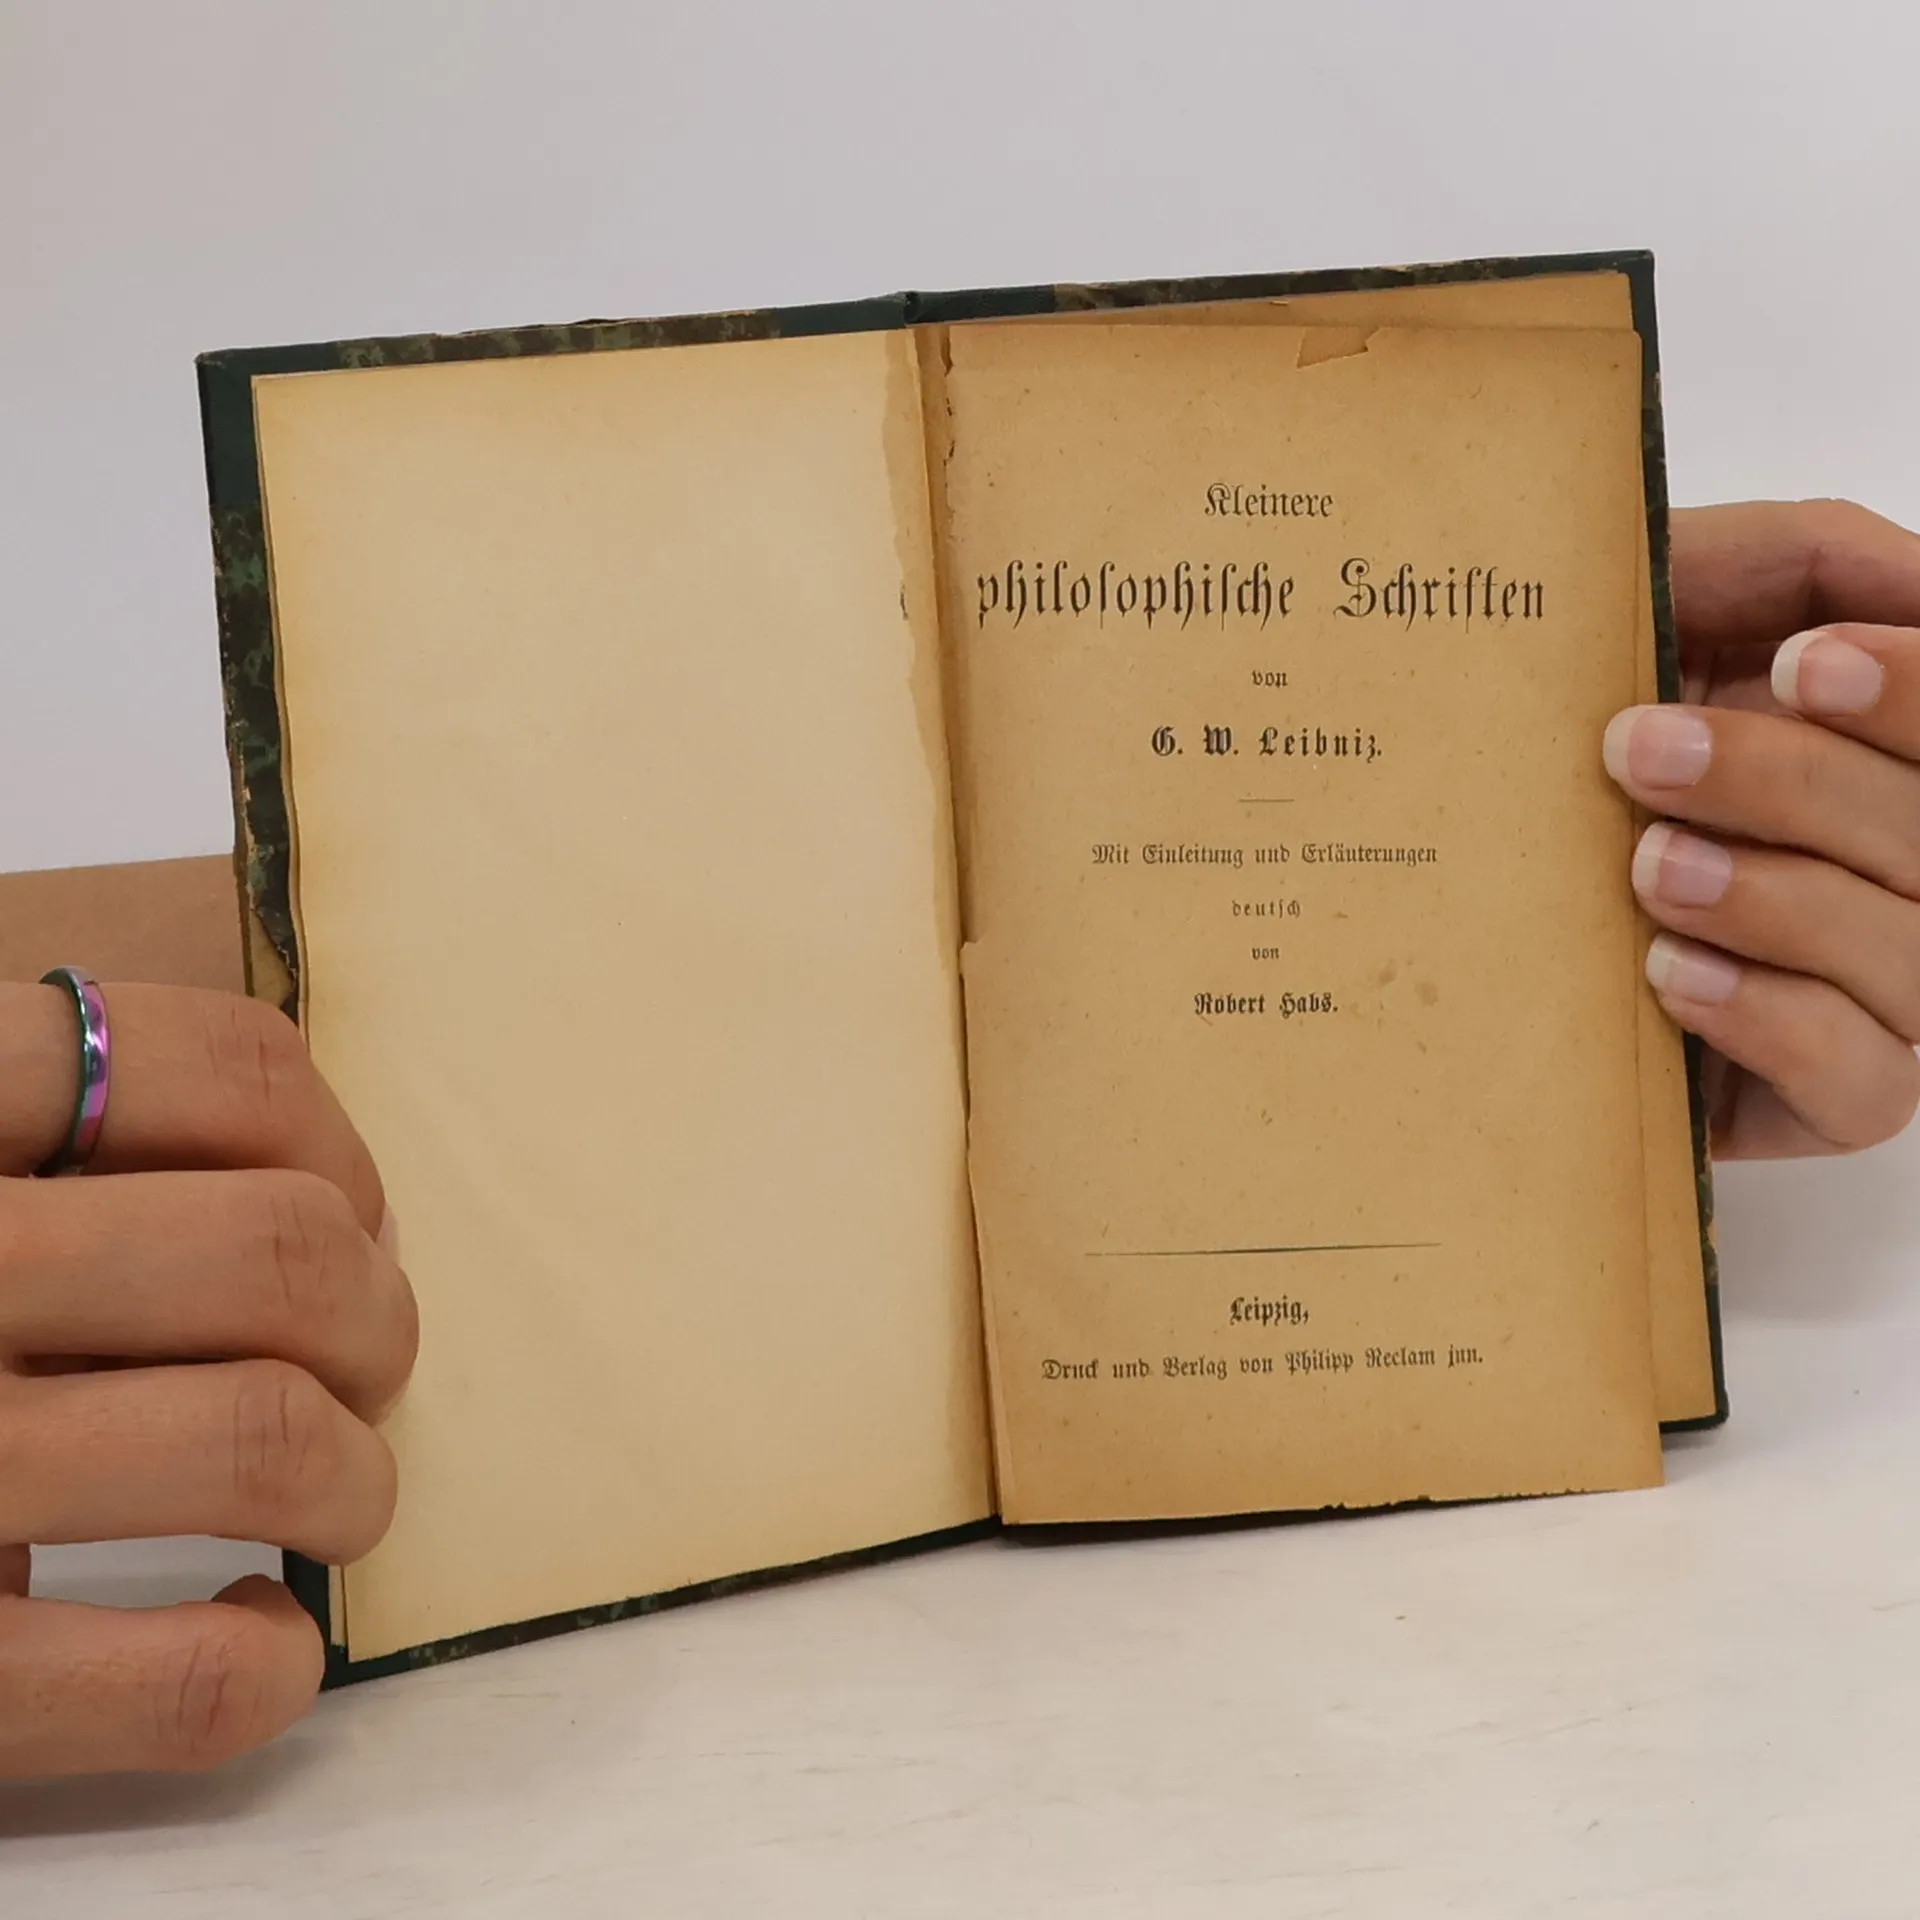 Kleinere
philoſophiſche Schriften
von
G. W. Leibniz.
Mit Einleitung und Erläuterungen
deutſch
von
Robert Habs.
Leipzig,
Druck und Verlag von Philipp Reclam jun.